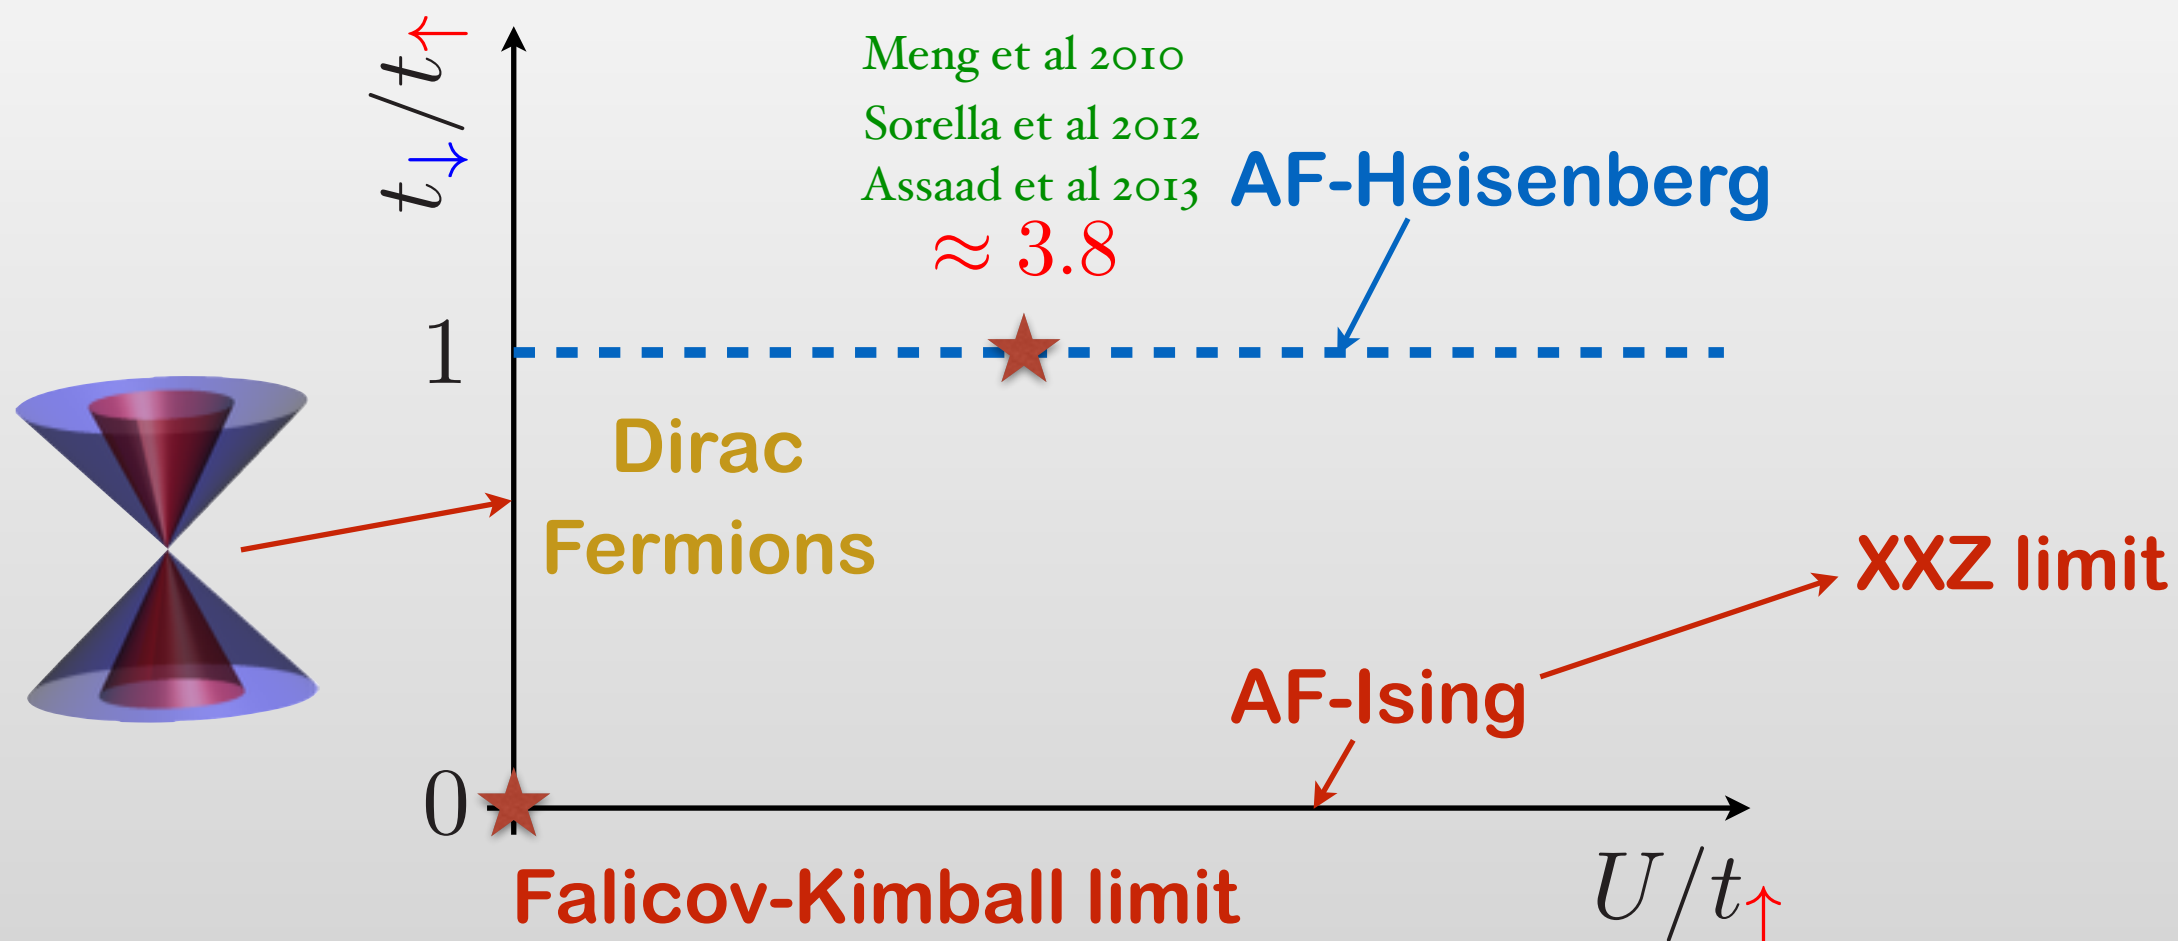 t↓/t↑
Meng et al 2010
Sorella et al 2012
Assaad et al 2013
≈ 3.8
AF-Heisenberg
1
Dirac
Fermions
XXZ limit
AF-Ising
0
Falicov-Kimball limit
U/t↑